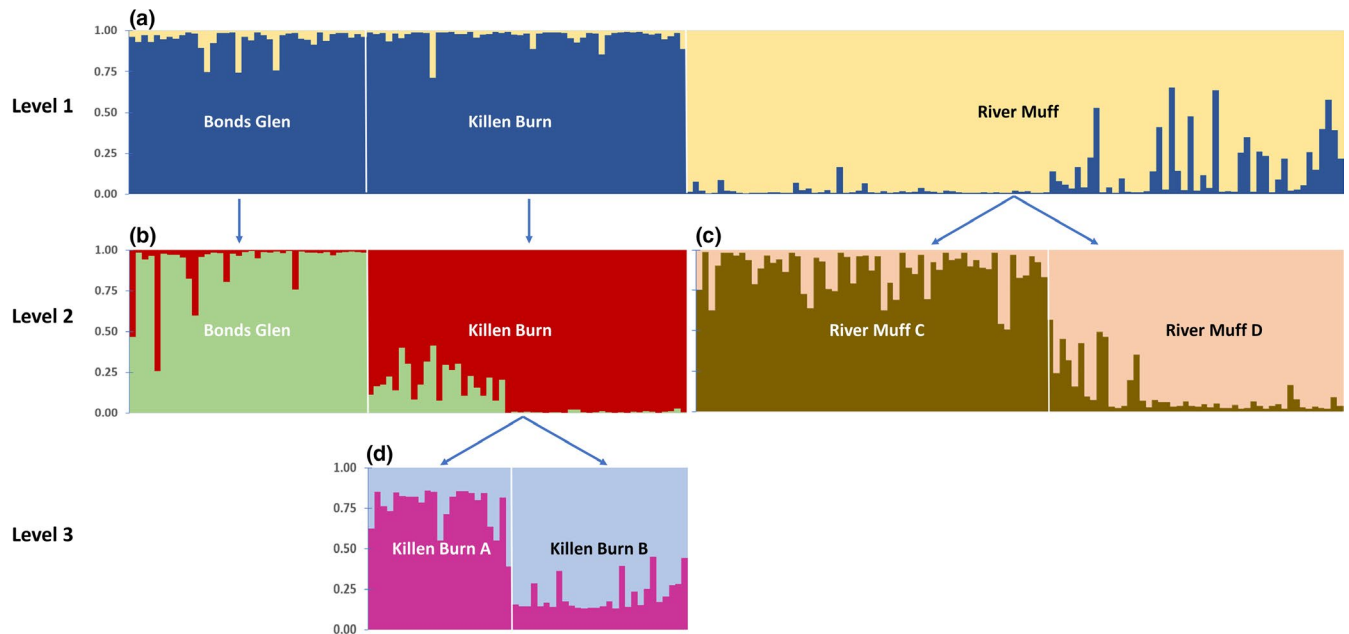 (a)
Level 1
1.00
0.75
0.50
0.25
0.00
Bonds Glen
Killen Burn
River Muff
(b)
(c)
Level 2
1.00
0.75
0.50
0.25
0.00
Bonds Glen
Killen Burn
River Muff C
River Muff D
(d)
Level 3
1.00
0.75
0.50
0.25
0.00
Killen Burn A
Killen Burn B